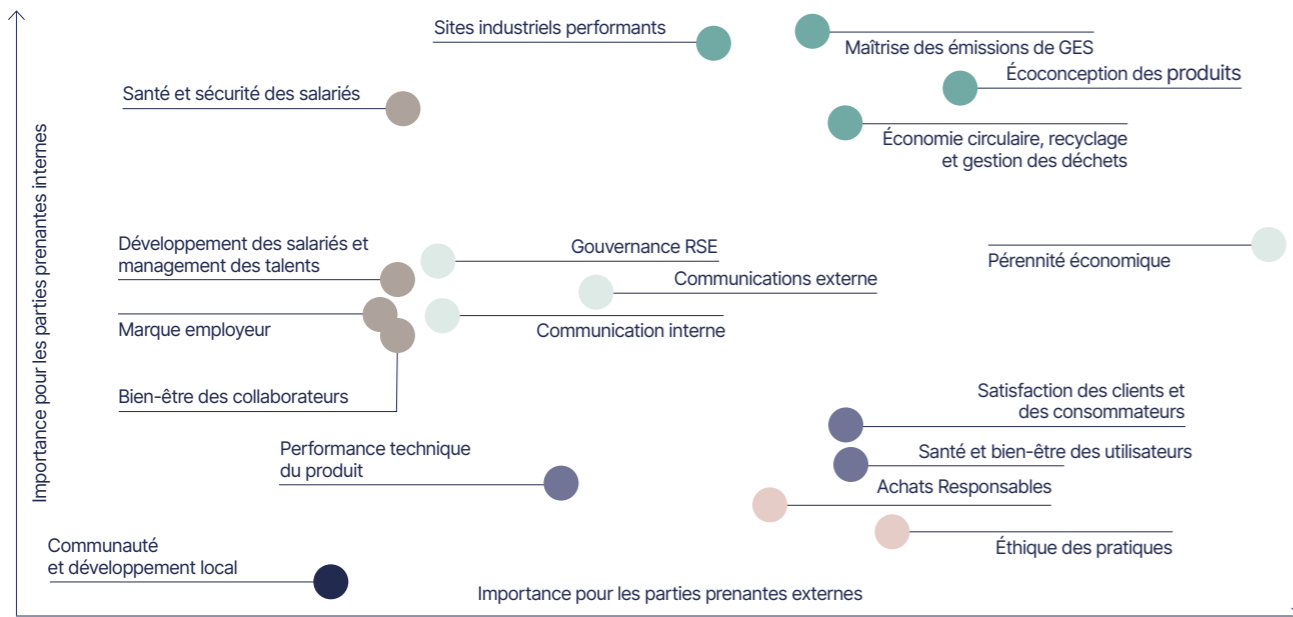 Sites industriels performants
Maîtrise des émissions de GES
Écoconception des produits
Santé et sécurité des salariés
Économie circulaire, recyclage
et gestion des déchets
Importance pour les parties prenantes internes
Développement des salariés et
management des talents
Gouvernance RSE
Pérennité économique
Communications externe
Marque employeur
Communication interne
Bien-être des collaborateurs
Satisfaction des clients et
des consommateurs
Performance technique
du produit
Santé et bien-être des utilisateurs
Achats Responsables
Éthique des pratiques
Communauté
et développement local
Importance pour les parties prenantes externes